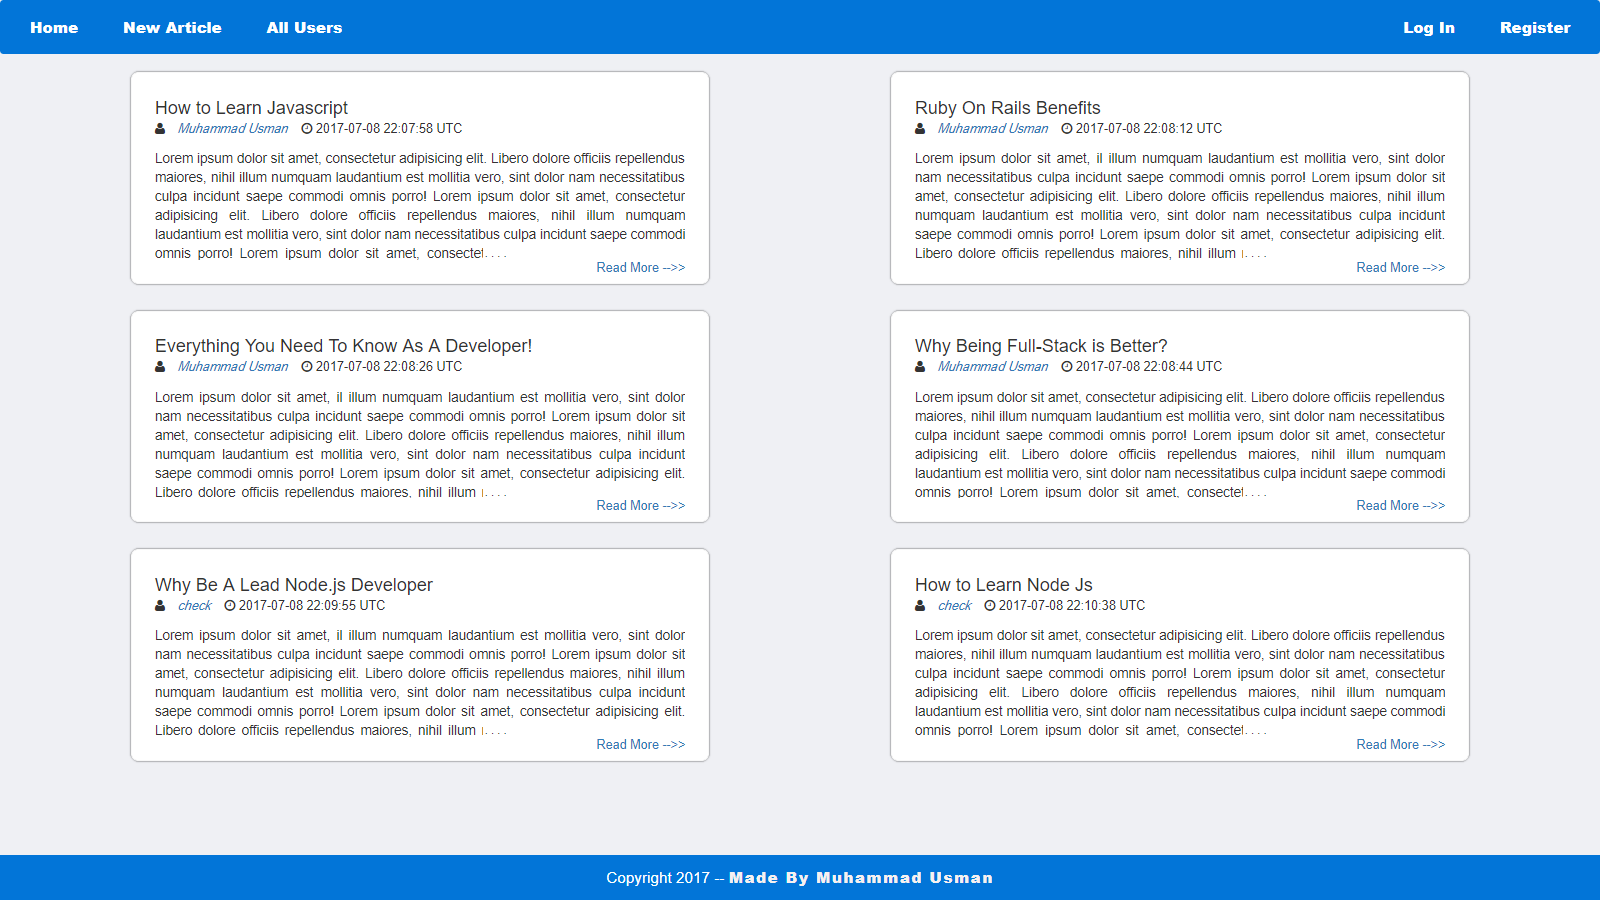 Home New Article All Users Log In Register
How to Learn Javascript
Muhammad Usman 2017-07-08 22:07:58 UTC
Lorem ipsum dolor sit amet, consectetur adipisicing elit. Libero dolore officiis repellendus
maiores, nihil illum numquam laudantium est mollitia vero, sint dolor nam necessitatibus
culpa incidunt saepe commodi omnis porro! Lorem ipsum dolor sit amet, consectetur
adipisicing elit. Libero dolore officiis repellendus maiores, nihil illum numquam
laudantium est mollitia vero, sint dolor nam necessitatibus culpa incidunt saepe commodi
omnis porro! Lorem ipsum dolor sit amet, consectet. . . .
Read More -->>
Ruby On Rails Benefits
Muhammad Usman 2017-07-08 22:08:12 UTC
Lorem ipsum dolor sit amet, il illum numquam laudantium est mollitia vero, sint dolor
nam necessitatibus culpa incidunt saepe commodi omnis porro! Lorem ipsum dolor sit
amet, consectetur adipisicing elit. Libero dolore officiis repellendus maiores, nihil illum
numquam laudantium est mollitia vero, sint dolor nam necessitatibus culpa incidunt
saepe commodi omnis porro! Lorem ipsum dolor sit amet, consectetur adipisicing elit.
Libero dolore officiis repellendus maiores, nihil illum . . . .
Read More -->>
Everything You Need To Know As A Developer!
Muhammad Usman 2017-07-08 22:08:26 UTC
Lorem ipsum dolor sit amet, il illum numquam laudantium est mollitia vero, sint dolor
nam necessitatibus culpa incidunt saepe commodi omnis porro! Lorem ipsum dolor sit
amet, consectetur adipisicing elit. Libero dolore officiis repellendus maiores, nihil illum
numquam laudantium est mollitia vero, sint dolor nam necessitatibus culpa incidunt
saepe commodi omnis porro! Lorem ipsum dolor sit amet, consectetur adipisicing elit.
Libero dolore officiis repellendus maiores, nihil illum . . . .
Read More -->>
Why Being Full-Stack is Better?
Muhammad Usman 2017-07-08 22:08:44 UTC
Lorem ipsum dolor sit amet, consectetur adipisicing elit. Libero dolore officiis repellendus
maiores, nihil illum numquam laudantium est mollitia vero, sint dolor nam necessitatibus
culpa incidunt saepe commodi omnis porro! Lorem ipsum dolor sit amet, consectetur
adipisicing elit. Libero dolore officiis repellendus maiores, nihil illum numquam
laudantium est mollitia vero, sint dolor nam necessitatibus culpa incidunt saepe commodi
omnis porro! Lorem ipsum dolor sit amet, consectet. . . .
Read More -->>
Why Be A Lead Node.js Developer
check 2017-07-08 22:09:55 UTC
Lorem ipsum dolor sit amet, il illum numquam laudantium est mollitia vero, sint dolor
nam necessitatibus culpa incidunt saepe commodi omnis porro! Lorem ipsum dolor sit
amet, consectetur adipisicing elit. Libero dolore officiis repellendus maiores, nihil illum
numquam laudantium est mollitia vero, sint dolor nam necessitatibus culpa incidunt
saepe commodi omnis porro! Lorem ipsum dolor sit amet, consectetur adipisicing elit.
Libero dolore officiis repellendus maiores, nihil illum . . . .
Read More -->>
How to Learn Node Js
check 2017-07-08 22:10:38 UTC
Lorem ipsum dolor sit amet, consectetur adipisicing elit. Libero dolore officiis repellendus
maiores, nihil illum numquam laudantium est mollitia vero, sint dolor nam necessitatibus
culpa incidunt saepe commodi omnis porro! Lorem ipsum dolor sit amet, consectetur
adipisicing elit. Libero dolore officiis repellendus maiores, nihil illum numquam
laudantium est mollitia vero, sint dolor nam necessitatibus culpa incidunt saepe commodi
omnis porro! Lorem ipsum dolor sit amet, consectet. . . .
Read More -->>
Copyright 2017 -- Made By Muhammad Usman